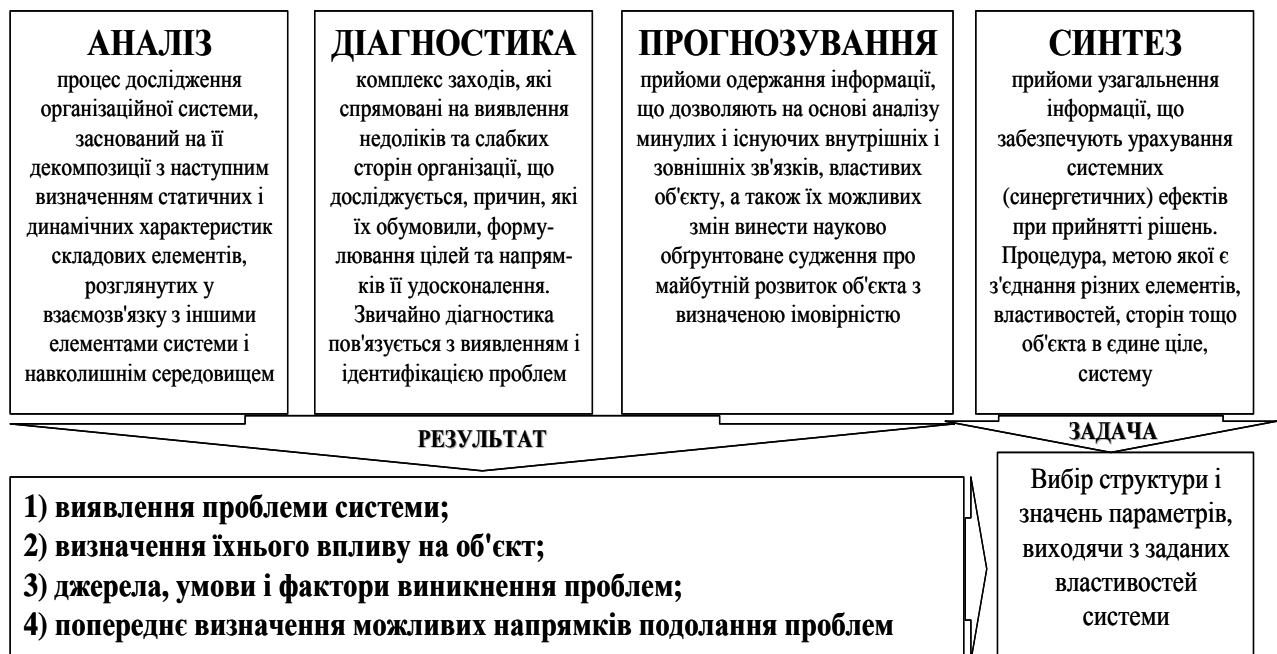 АНАЛІЗ
процес дослідження
організаційної системи,
заснований на її
декомпозиції з наступним
визначенням статичних і
динамічних характеристик
складових елементів,
розглянутих у
взаємозв'язку з іншими
елементами системи і
навколишнім середовищем
ДІАГНОСТИКА
комплекс заходів, які
спрямовані на виявлення
недоліків та слабких
сторін організації, що
досліджується, причин, які
їх обумовили, форму-
лювання цілей та напрям-
ків її удосконалення.
Звичайно діагностика
пов'язується з виявленням і
ідентифікацією проблем
ПРОГНОЗУВАННЯ
прийоми одержання інформації,
що дозволяють на основі аналізу
минулих і існуючих внутрішніх і
зовнішніх зв'язків, властивих
об'єкту, а також їх можливих
змін винести науково
обґрунтоване судження про
майбутній розвиток об'єкта з
визначеною імовірністю
СИНТЕЗ
прийоми узагальнення
інформації, що
забезпечують урахування
системних
(синергетичних) ефектів
при прийнятті рішень.
Процедура, метою якої є
з'єднання різних елементів,
властивостей, сторін тощо
об'єкта в єдине ціле,
систему
РЕЗУЛЬТАТ
ЗАДАЧА
1) виявлення проблеми системи;
2) визначення їхнього впливу на об'єкт;
3) джерела, умови і фактори виникнення проблем;
4) попереднє визначення можливих напрямків подолання проблем
Вибір структури і
значень параметрів,
виходячи з заданих
властивостей
системи